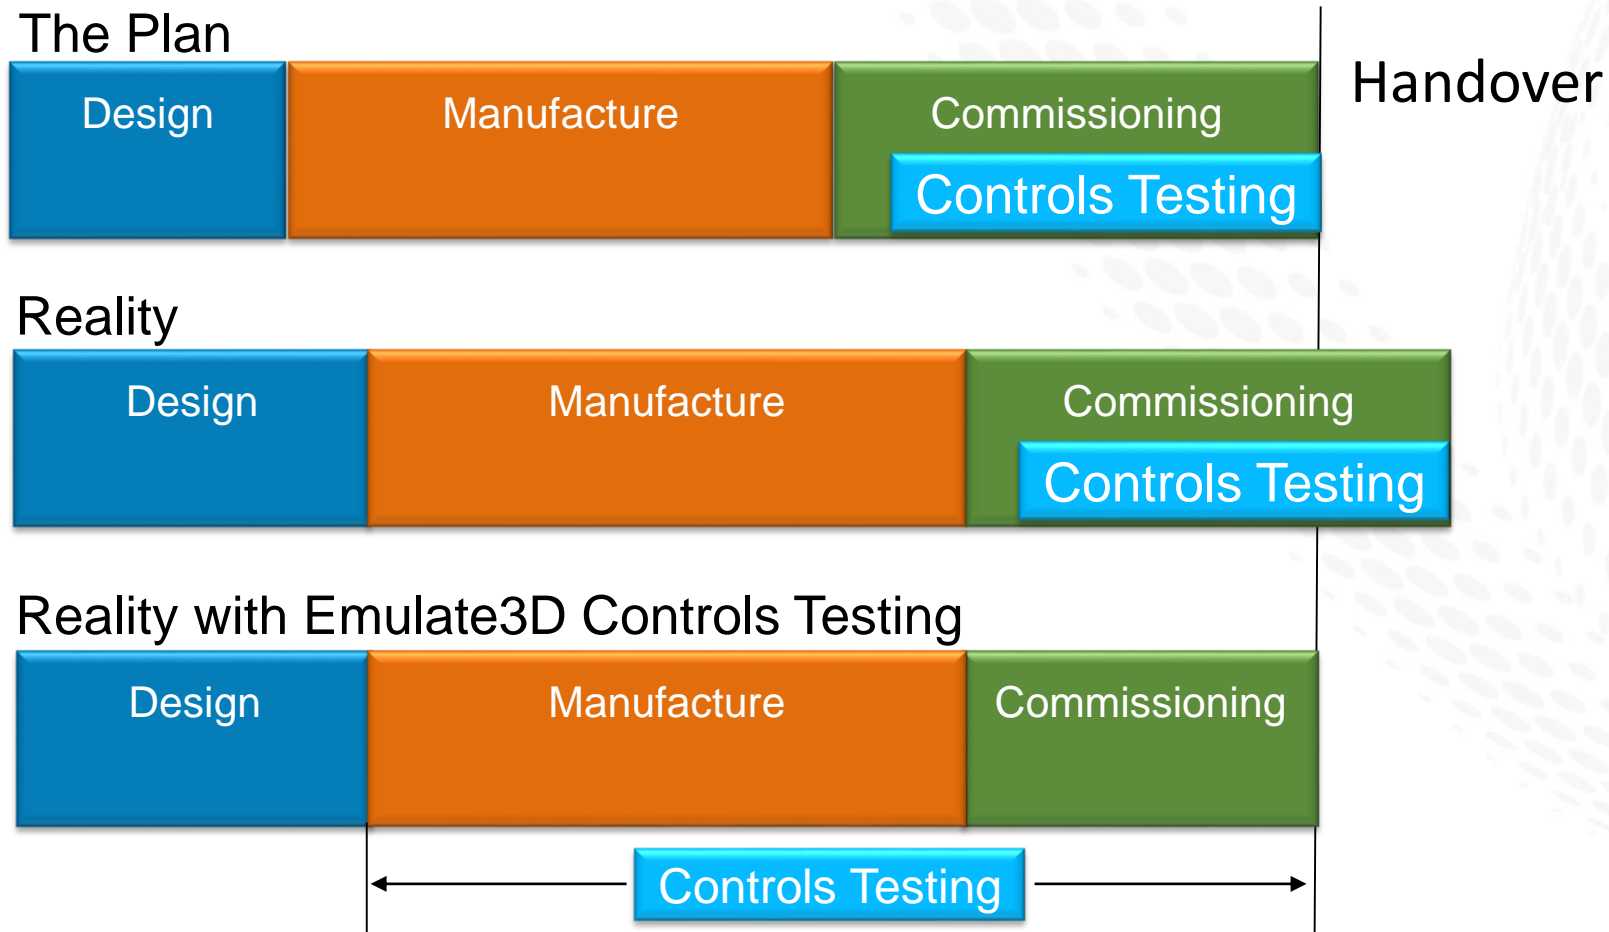 The Plan
Handover
Design
Manufacture
Commissioning
Controls Testing
Reality
Design
Manufacture
Commissioning
Controls Testing
Reality with Emulate3D Controls Testing
Design
Manufacture
Commissioning
Controls Testing